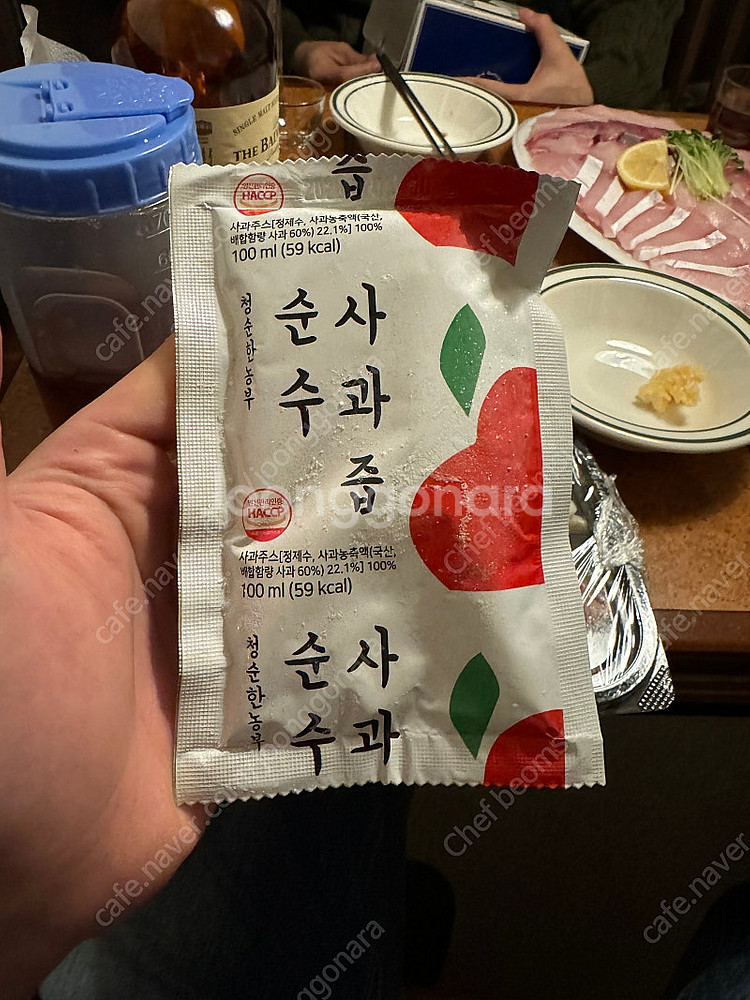 SINGLE MALT
THE BAL
즙
HACCP
사과주스[정제수, 사과농축액(국산,
배합함량 사과 60%) 22.1%] 100%
100 ml (59 kcal)
청순한농부
순수
사과즙
HACCP
사과주스[정제수, 사과농축액(국산,
배합함량 사과 60%) 22.1%] 100%
100 ml (59 kcal)
청순한농부
순수
사과
joonggonara
Chef beoms
cafe.naver